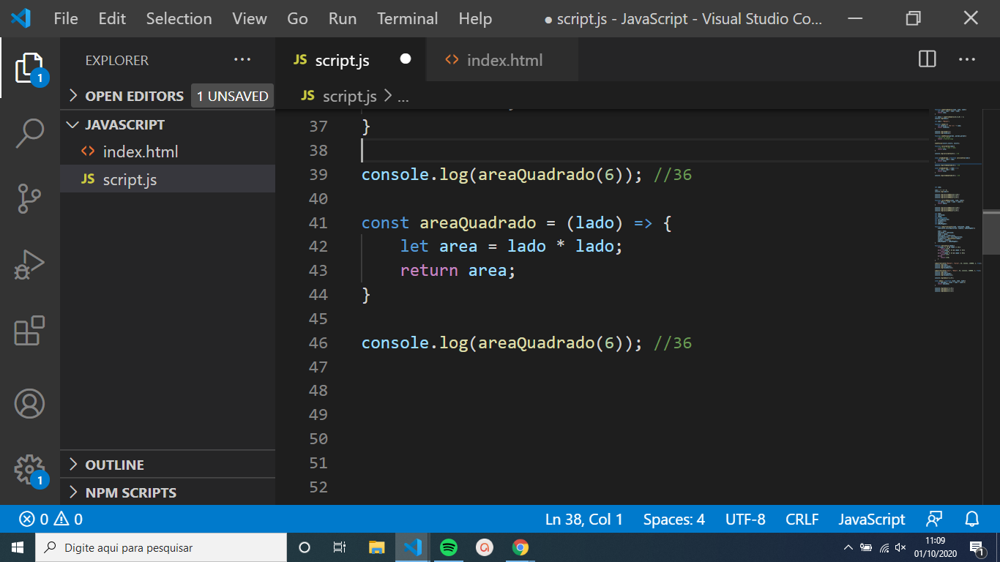 File Edit Selection View Go Run Terminal Help ● script.js - JavaScript - Visual Studio Co...
EXPLORER ...
OPEN EDITORS 1 UNSAVED
JAVASCRIPT
<> index.html
JS script.js
OUTLINE
NPM SCRIPTS
1
1
JS script.js ● <> index.html ...
JS script.js > ...
37 }
38
39 console.log(areaQuadrado(6)); //36
40
41 const areaQuadrado = (lado) => {
42 let area = lado * lado;
43 return area;
44 }
45
46 console.log(areaQuadrado(6)); //36
47
48
49
50
51
52
0 0 Ln 38, Col 1 Spaces: 4 UTF-8 CRLF JavaScript
Digite aqui para pesquisar
11:09
01/10/2020
1